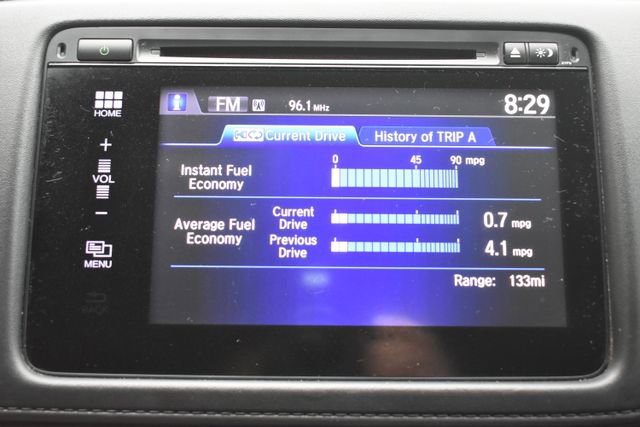 FM 96.1 MHz 8:29
HOME
Current Drive History of TRIP A
0 45 90 mpg
+
Instant Fuel
Economy
VOL
Current
Drive 0.7 mpg
Average Fuel
Economy
−
Previous
Drive 4.1 mpg
MENU
Range: 133mi
BACK